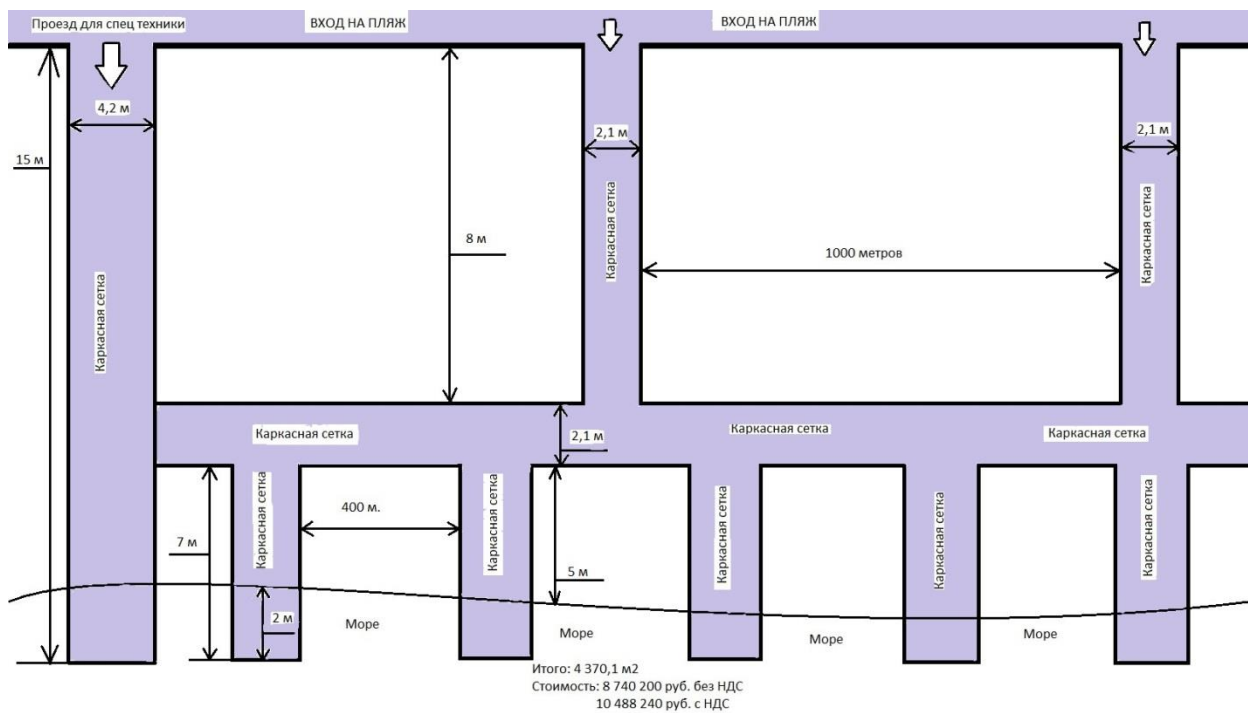 Проезд для спец техники
ВХОД НА ПЛЯЖ
ВХОД НА ПЛЯЖ
4,2 м
2,1 м
2,1 м
15 м
8 м
1000 метров
Каркасная сетка
Каркасная сетка
Каркасная сетка
Каркасная сетка
2,1 м
Каркасная сетка
Каркасная сетка
Каркасная сетка
Каркасная сетка
Каркасная сетка
Каркасная сетка
Каркасная сетка
400 м.
7 м
5 м
2 м
Море
Море
Море
Море
Итого: 4 370,1 м2
Стоимость: 8 740 200 руб. без НДС
10 488 240 руб. с НДС